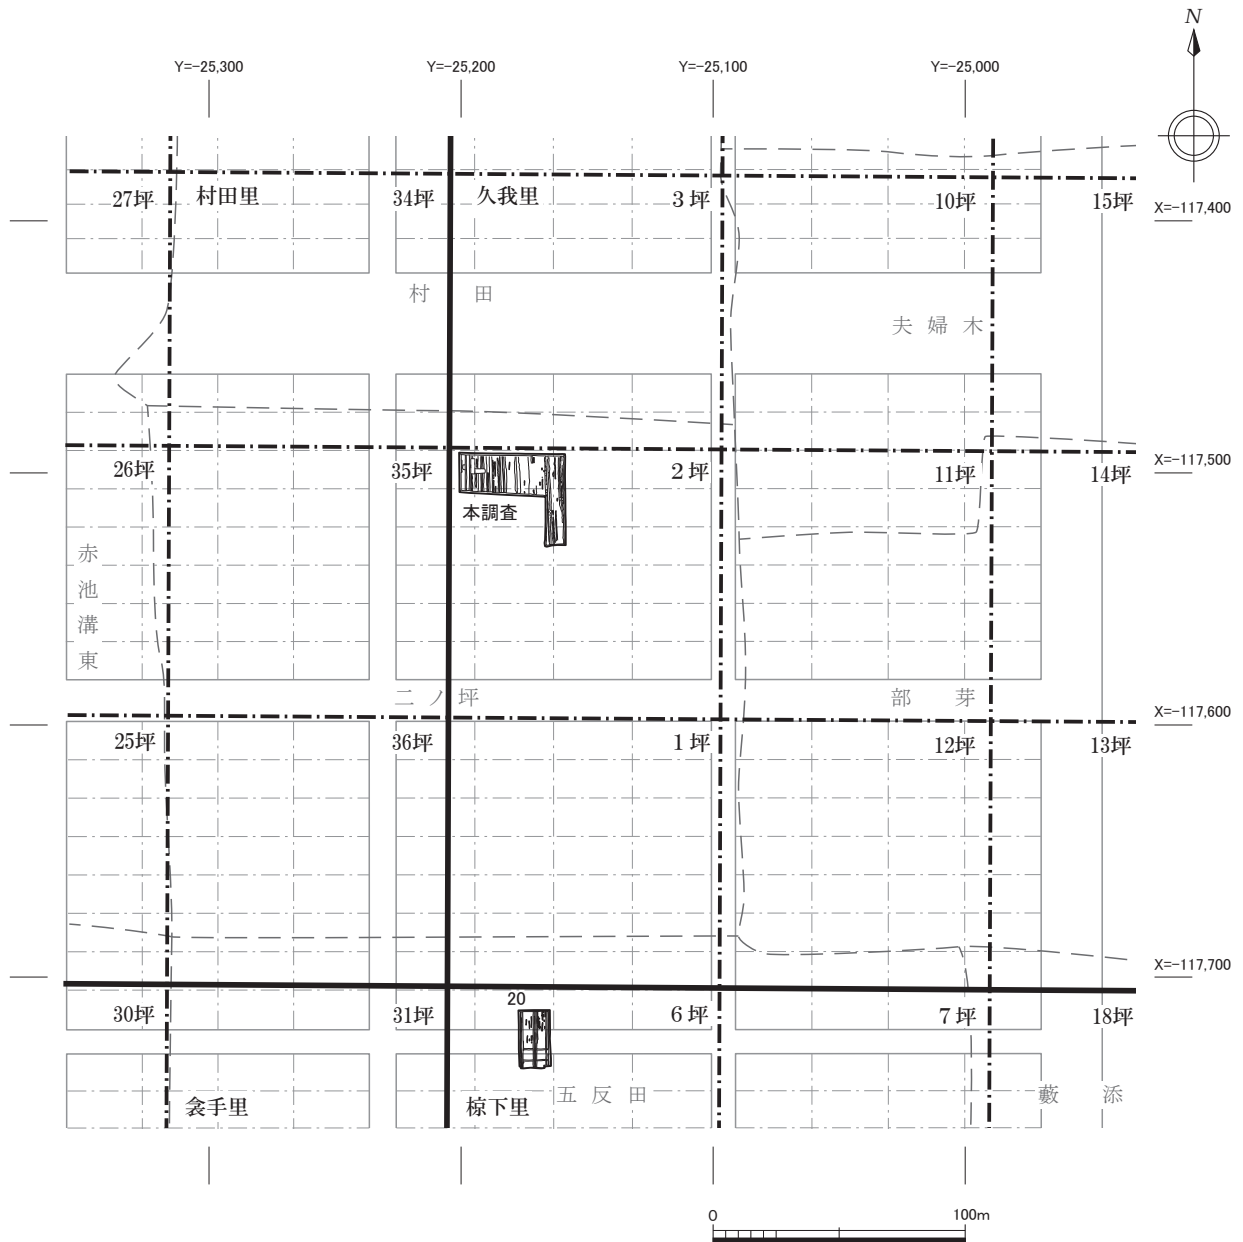 N
Y=-25,300
Y=-25,200
Y=-25,100
Y=-25,000
27坪
村田里
34坪
久我里
3坪
10坪
15坪
X=-117,400
村田
夫婦木
26坪
35坪
2坪
11坪
14坪
X=-117,500
本調査
赤池溝東
二ノ坪
部芽
X=-117,600
25坪
36坪
1坪
12坪
13坪
X=-117,700
20
30坪
31坪
6坪
7坪
18坪
五反田
藪添
衾手里
椋下里
0
100m